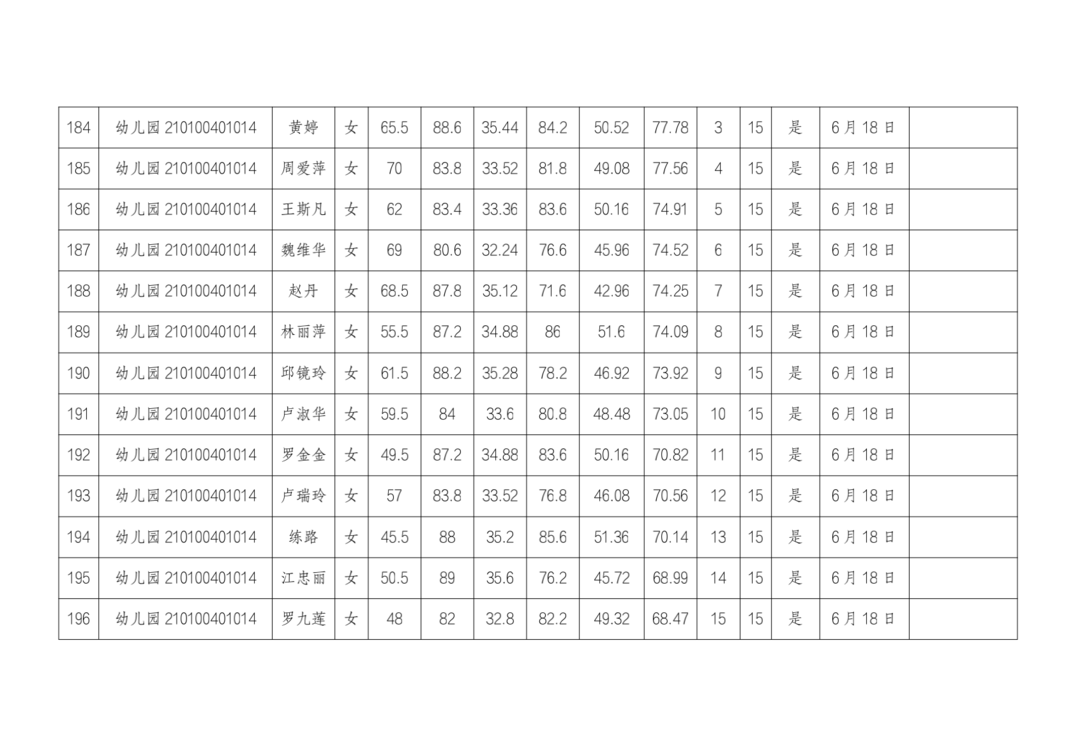 184 幼儿园 210100401014 黄婷 女 65.5 88.6 35.44 84.2 50.52 77.78 3 15 是 6月18日
185 幼儿园 210100401014 周爱萍 女 70 83.8 33.52 81.8 49.08 77.56 4 15 是 6月18日
186 幼儿园 210100401014 王斯凡 女 62 83.4 33.36 83.6 50.16 74.91 5 15 是 6月18日
187 幼儿园 210100401014 魏维华 女 69 80.6 32.24 76.6 45.96 74.52 6 15 是 6月18日
188 幼儿园 210100401014 赵丹 女 68.5 87.8 35.12 71.6 42.96 74.25 7 15 是 6月18日
189 幼儿园 210100401014 林丽萍 女 55.5 87.2 34.88 86 51.6 74.09 8 15 是 6月18日
190 幼儿园 210100401014 邱镜玲 女 61.5 88.2 35.28 78.2 46.92 73.92 9 15 是 6月18日
191 幼儿园 210100401014 卢淑华 女 59.5 84 33.6 80.8 48.48 73.05 10 15 是 6月18日
192 幼儿园 210100401014 罗金金 女 49.5 87.2 34.88 83.6 50.16 70.82 11 15 是 6月18日
193 幼儿园 210100401014 卢瑞玲 女 57 83.8 33.52 76.8 46.08 70.56 12 15 是 6月18日
194 幼儿园 210100401014 练路 女 45.5 88 35.2 85.6 51.36 70.14 13 15 是 6月18日
195 幼儿园 210100401014 江忠丽 女 50.5 89 35.6 76.2 45.72 68.99 14 15 是 6月18日
196 幼儿园 210100401014 罗九莲 女 48 82 32.8 82.2 49.32 68.47 15 15 是 6月18日